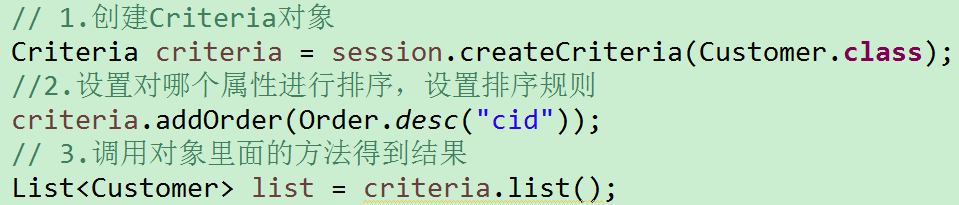 // 1.创建Criteria对象
Criteria criteria = session.createCriteria(Customer.class);
//2.设置对哪个属性进行排序，设置排序规则
criteria.addOrder(Order.desc("cid"));
// 3.调用对象里面的方法得到结果
List<Customer> list = criteria.list();